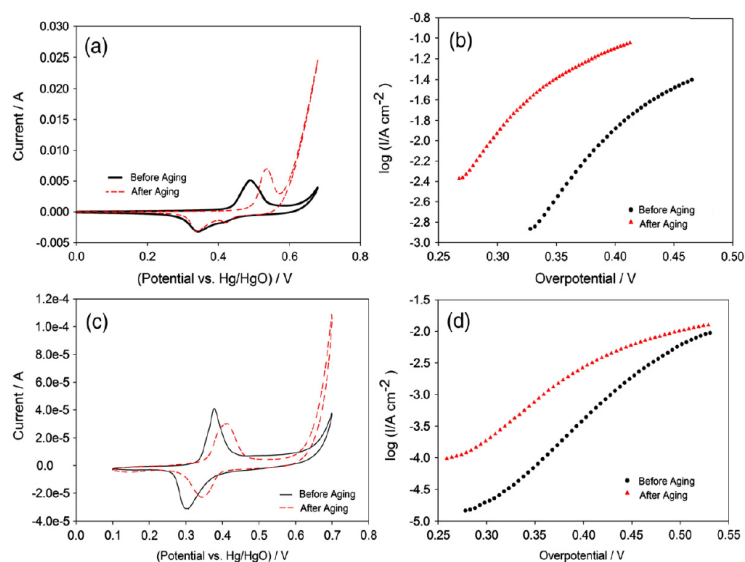 (a)
0.030
0.025
0.020
0.015
0.010
0.005
0.000
-0.005
Current / A
Before Aging
After Aging
0.0 0.2 0.4 0.6 0.8
(Potential vs. Hg/HgO) / V
(b)
-0.8
-1.0
-1.2
-1.4
-1.6
-1.8
-2.0
-2.2
-2.4
-2.6
-2.8
-3.0
log (I/A cm-2)
Before Aging
After Aging
0.25 0.30 0.35 0.40 0.45 0.50
Overpotential / V
(c)
1.2e-4
1.0e-4
8.0e-5
6.0e-5
4.0e-5
2.0e-5
0.0
-2.0e-5
-4.0e-5
Current / A
Before Aging
After Aging
0.0 0.1 0.2 0.3 0.4 0.5 0.6 0.7 0.8
(Potential vs. Hg/HgO) / V
(d)
-1.5
-2.0
-2.5
-3.0
-3.5
-4.0
-4.5
-5.0
log (I/A cm-2)
Before Aging
After Aging
0.20 0.25 0.30 0.35 0.40 0.45 0.50 0.55
Overpotential / V